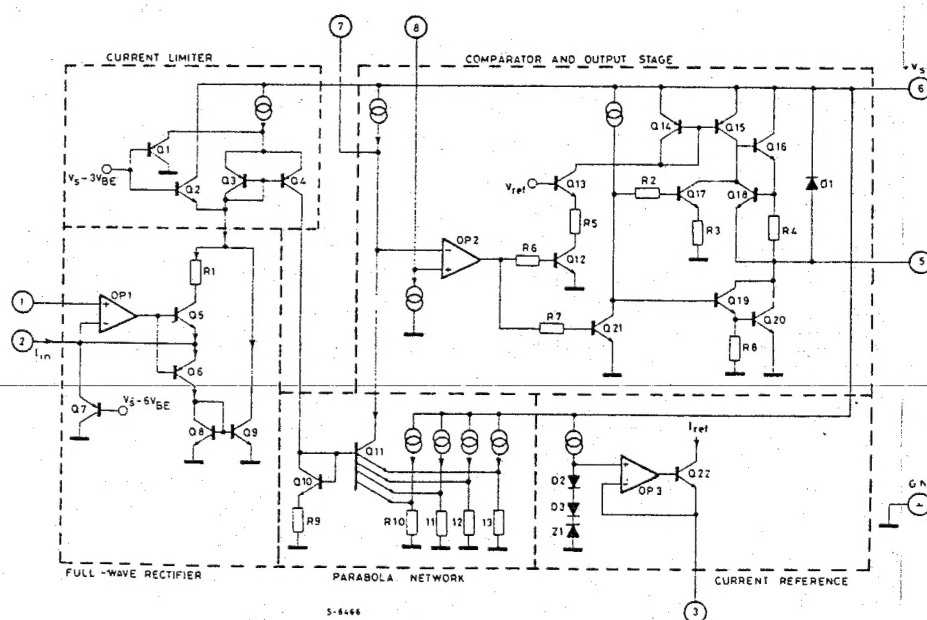 7
8
CURRENT LIMITER
COMPARATOR AND OUTPUT STAGE
Vs
6
Q1
Q14
Q15
Q16
Vs-3VBE
Q2
Q3
Q4
Vref
Q13
R2
Q17
Q18
D1
R5
R3
R4
OP2
R6
Q12
5
R1
1
OP1
Q5
R7
Q21
Q19
Q20
R8
2
Iin
Q6
Q7
Vs-6VBE
Q8
Q9
Q11
Iref
Q10
D2
OP3
Q22
R9
R10
11
12
13
D3
Z1
FULL-WAVE RECTIFIER
PARABOLA NETWORK
CURRENT REFERENCE
S-6466
3